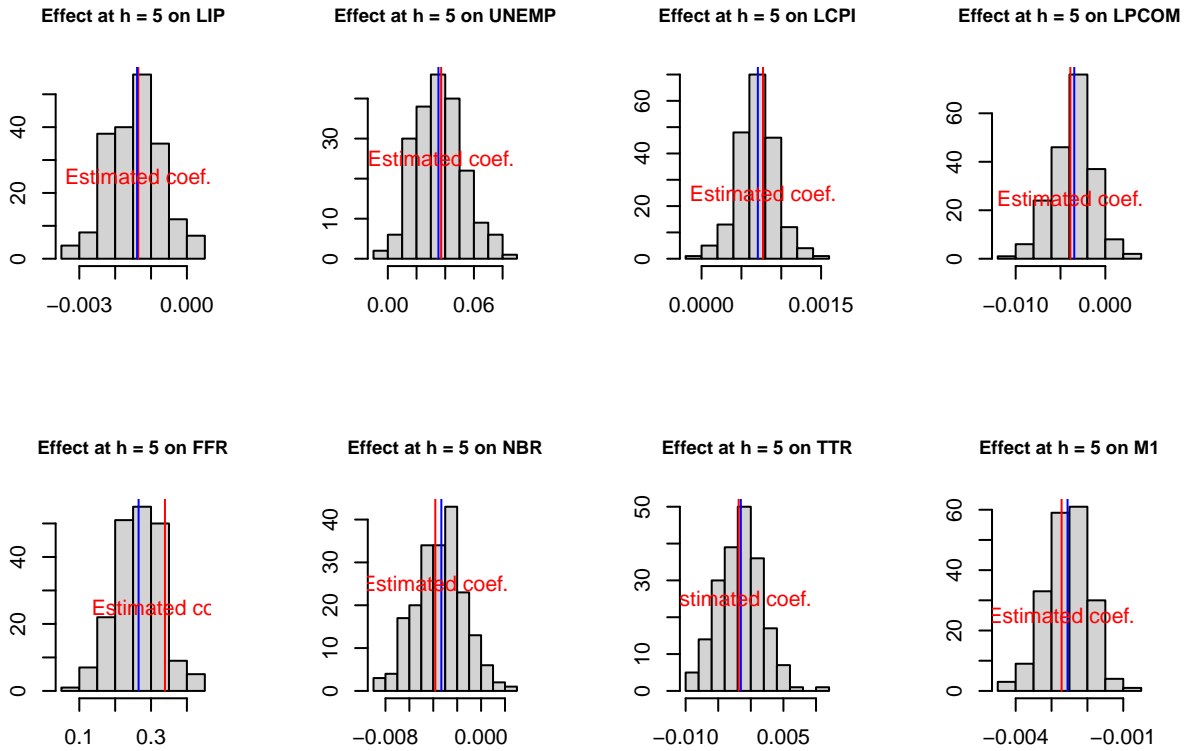 Effect at h = 5 on LIP
0 20 40
Estimated coef.
−0.003 0.000
Effect at h = 5 on UNEMP
0 10 30
Estimated coef.
0.00 0.06
Effect at h = 5 on LCPI
0 20 40 60
Estimated coef.
0.0000 0.0015
Effect at h = 5 on LPCOM
0 20 40 60
Estimated coef.
−0.010 0.000
Effect at h = 5 on FFR
0 20 40
Estimated co
0.1 0.3
Effect at h = 5 on NBR
0 10 20 30 40
Estimated coef.
−0.008 0.000
Effect at h = 5 on TTR
0 10 30 50
stimated coef.
−0.010 0.005
Effect at h = 5 on M1
0 20 40 60
Estimated coef.
−0.004 −0.001